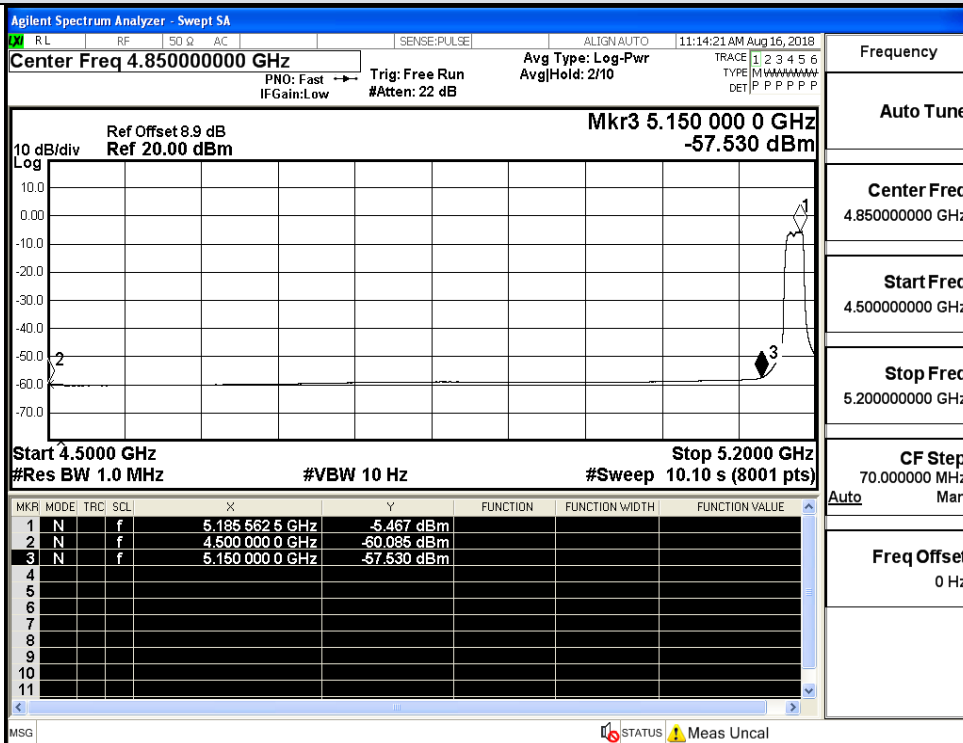 Agilent Spectrum Analyzer - Swept SA
LXI RL RF 50 Ω AC SENSE:PULSE ALIGN AUTO 11:14:21 AM Aug 16, 2018
Center Freq 4.850000000 GHz
PNO: Fast
IFGain:Low
Trig: Free Run
#Atten: 22 dB
Avg Type: Log-Pwr
Avg|Hold: 2/10
TRACE 1 2 3 4 5 6
TYPE M WWWWW
DET P P P P P P
Mkr3 5.150 000 0 GHz
-57.530 dBm
Ref Offset 8.9 dB
10 dB/div Ref 20.00 dBm
Log
10.0
0.00
-10.0
-20.0
-30.0
-40.0
-50.0
-60.0
-70.0
1
2
3
Start 4.5000 GHz Stop 5.2000 GHz
#Res BW 1.0 MHz #VBW 10 Hz #Sweep 10.10 s (8001 pts)
MKR MODE TRC SCL X Y FUNCTION FUNCTION WIDTH FUNCTION VALUE
1 N f 5.185 562 5 GHz -5.467 dBm
2 N f 4.500 000 0 GHz -60.085 dBm
3 N f 5.150 000 0 GHz -57.530 dBm
4
5
6
7
8
9
10
11
MSG STATUS Meas Uncal
Frequency
Auto Tune
Center Freq
4.850000000 GHz
Start Freq
4.500000000 GHz
Stop Freq
5.200000000 GHz
CF Step
70.000000 MHz
Auto Man
Freq Offset
0 Hz